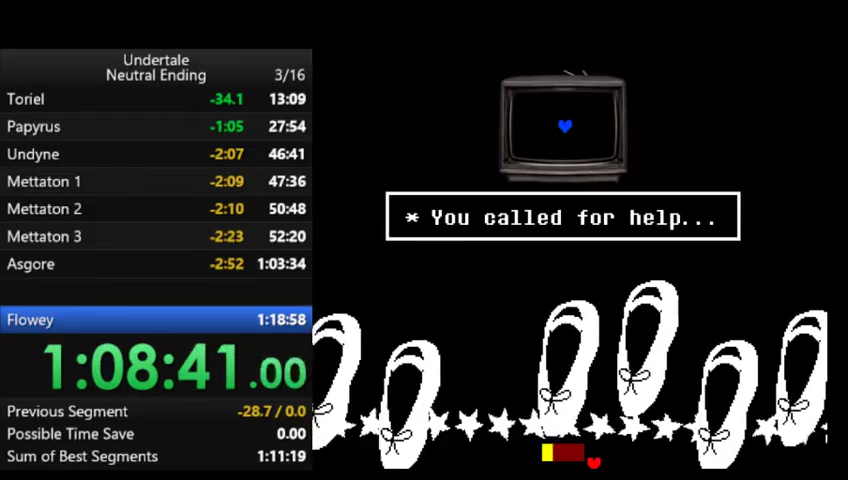 Undertale
Neutral Ending 3/16
Toriel -34.1 13:09
Papyrus -1:05 27:54
Undyne -2:07 46:41
Mettaton 1 -2:09 47:36
Mettaton 2 -2:10 50:48
Mettaton 3 -2:23 52:20
Asgore -2:52 1:03:34
Flowey 1:18:58
1:08:41.00
Previous Segment -28.7 / 0.0
Possible Time Save 0.00
Sum of Best Segments 1:11:19
* You called for help...